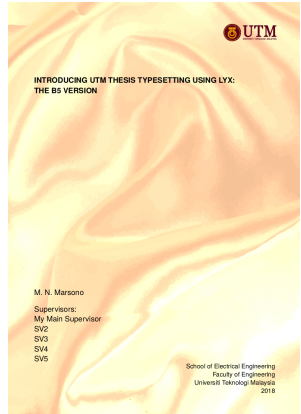 UTM
INTRODUCING UTM THESIS TYPESETTING USING LYX:
THE B5 VERSION
M. N. Marsono
Supervisors:
My Main Supervisor
SV2
SV3
SV4
SV5
School of Electrical Engineering
Faculty of Engineering
Universiti Teknologi Malaysia
2018